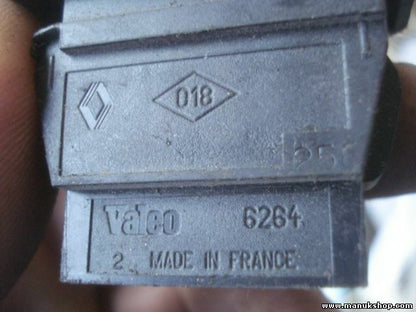 018
Valeo 6264
2 MADE IN FRANCE
www.manukshop.com